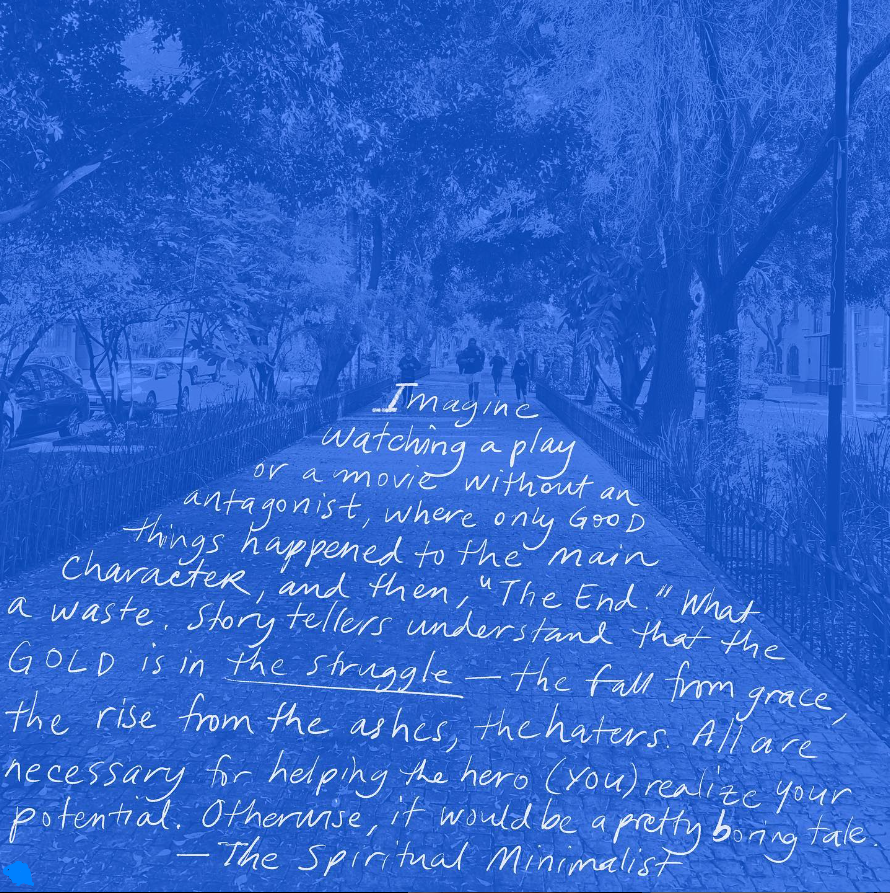 Imagine
watching a play
or a movie without an
antagonist, where only GOOD
things happened to the main
character, and then, "The End." What
a waste. Storytellers understand that the
GOLD is in the struggle — the fall from grace,
the rise from the ashes, the haters. All are
necessary for helping the hero (you) realize your
potential. Otherwise, it would be a pretty boring tale.
— The Spiritual Minimalist